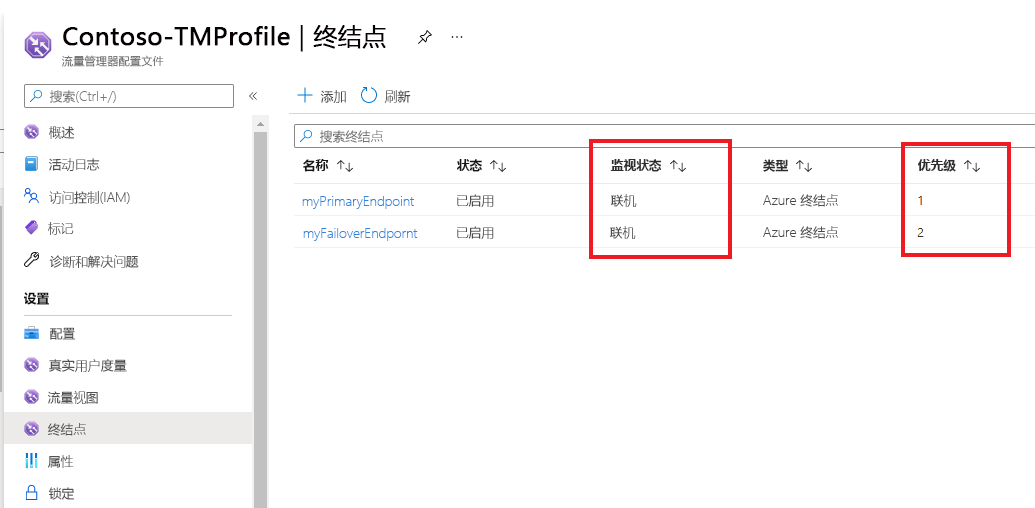 Contoso-TMProfile | 终结点
流量管理器配置文件
搜索(Ctrl+/)
概述
活动日志
访问控制(IAM)
标记
诊断和解决问题
设置
配置
真实用户度量
流量视图
终结点
属性
锁定
添加 刷新
搜索终结点
名称 状态 监视状态 类型 优先级
myPrimaryEndpoint 已启用 联机 Azure 终结点 1
myFailoverEndpornt 已启用 联机 Azure 终结点 2